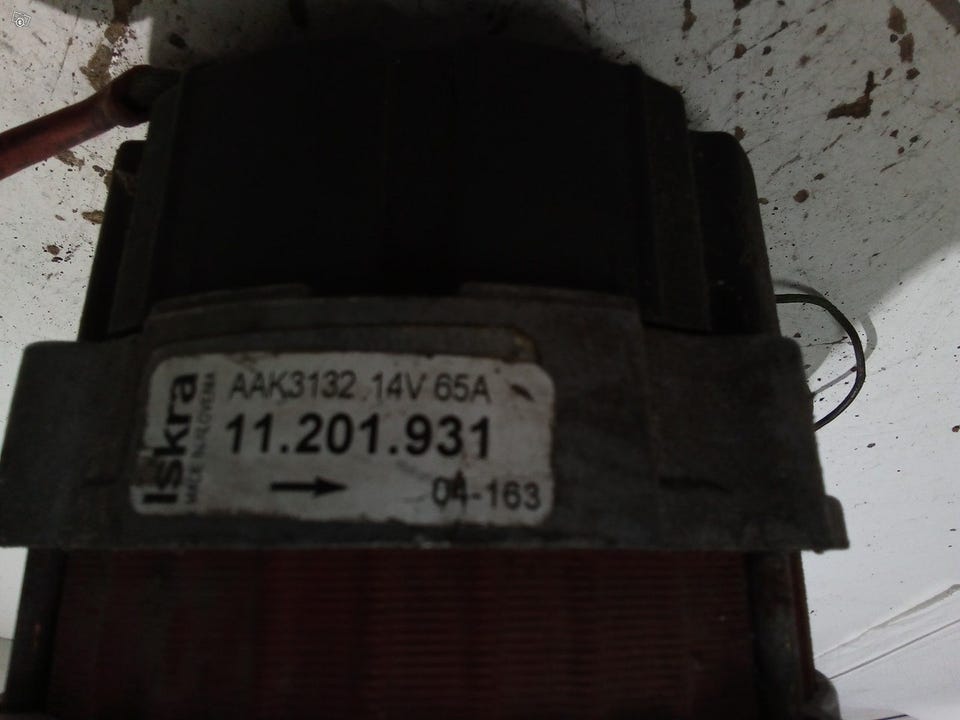 Iskra
MADE IN SLOVENIA
AAK3132 14V 65A
11.201.931
04-163